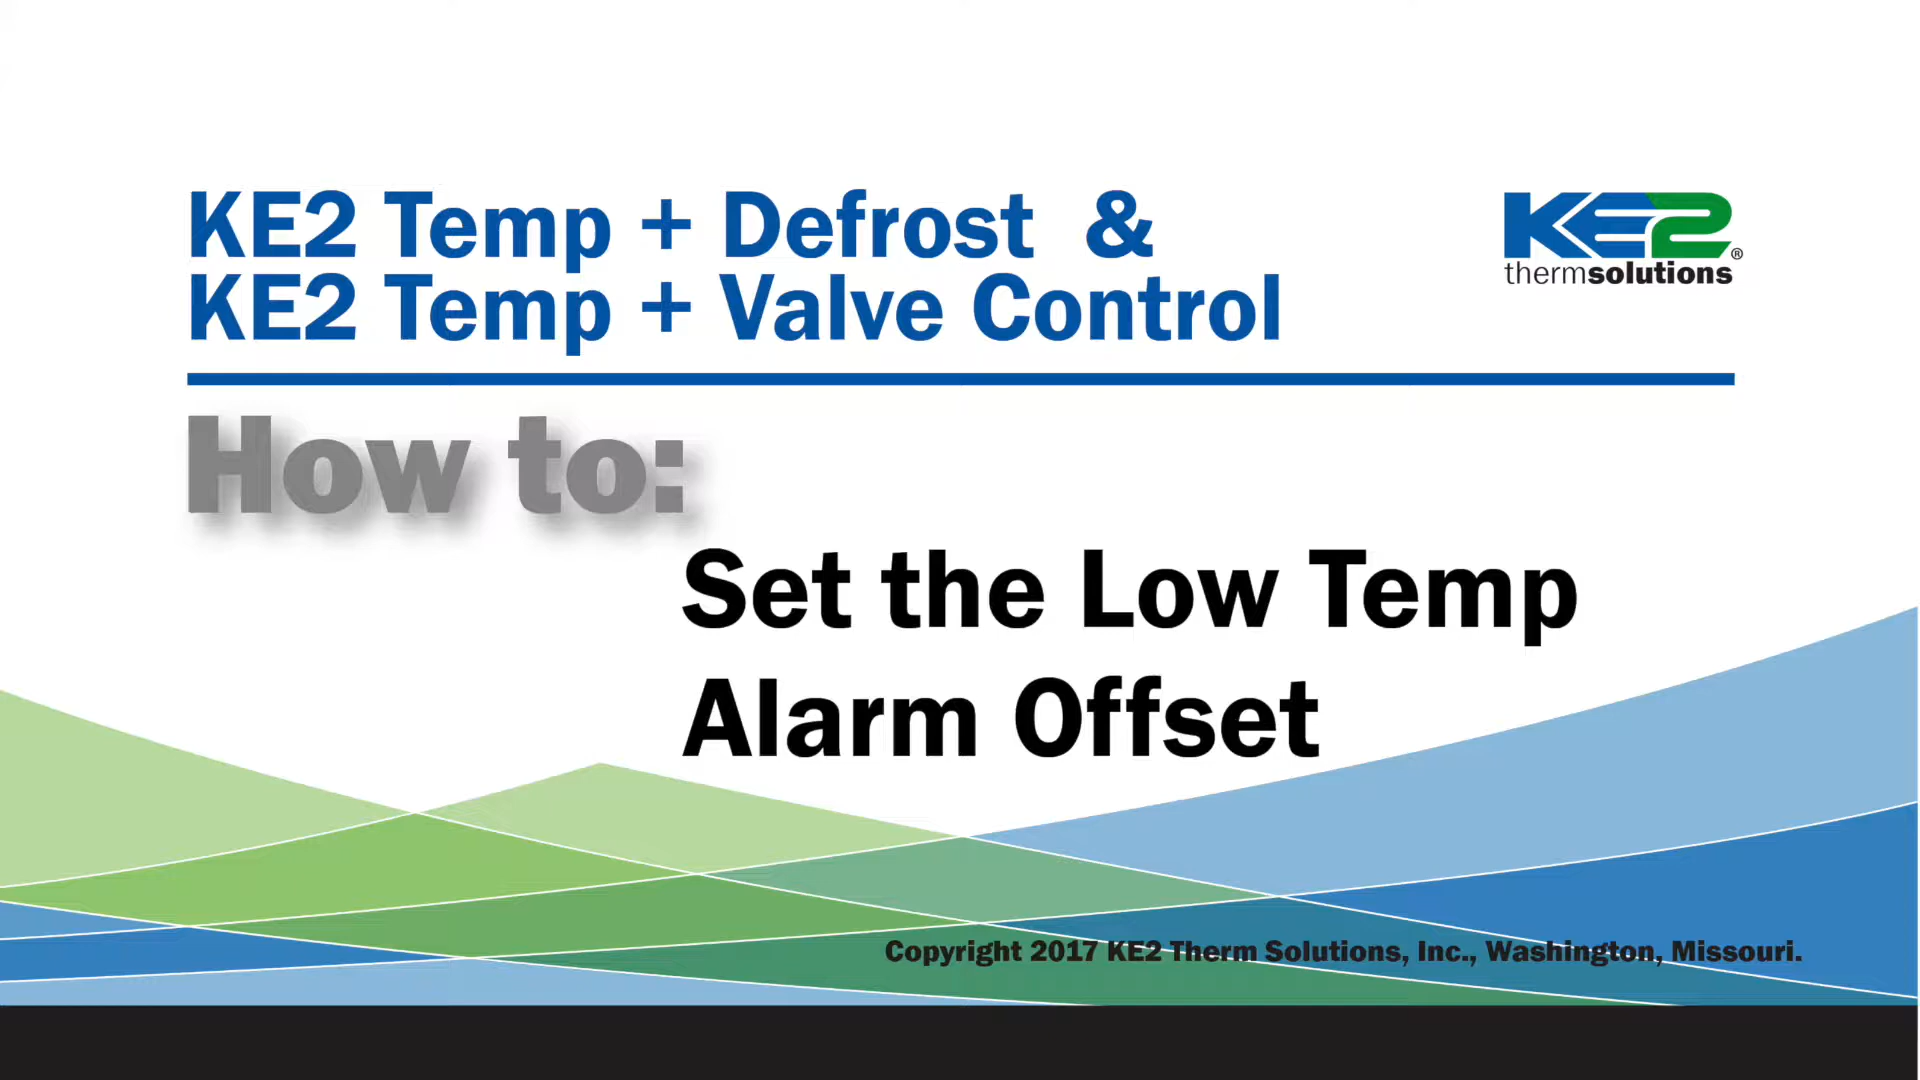 KE2 Temp + Defrost &
KE2 Temp + Valve Control
KE2®
thermsolutions
How to:
Set the Low Temp
Alarm Offset
Copyright 2017 KE2 Therm Solutions, Inc., Washington, Missouri.